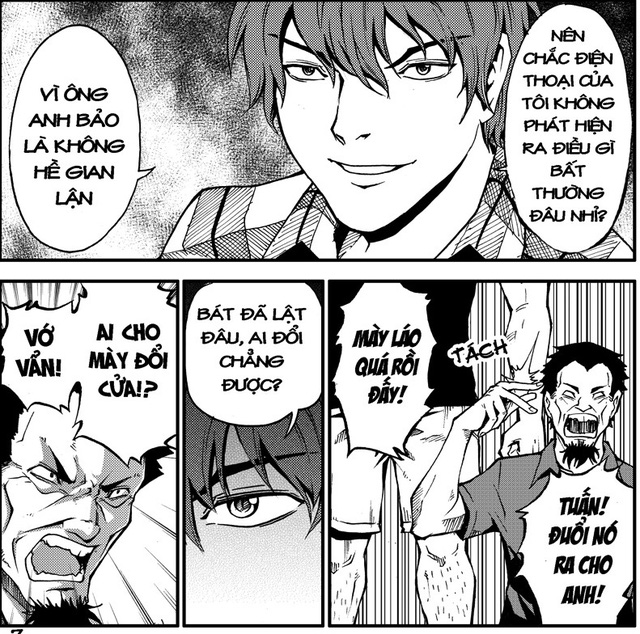 VÌ ÔNG
ANH BẢO
LÀ KHÔNG
HỀ GIAN
LẬN
NÊN
CHẮC ĐIỆN
THOẠI CỦA
TÔI KHÔNG
PHÁT HIỆN
RA ĐIỀU GÌ
BẤT
THƯỜNG
ĐÂU NHỈ?
VỚ
VẨN!
AI CHO
MÀY ĐỔI
CỬA!?
BÁT ĐÃ LẬT
ĐÂU, AI ĐỔI
CHẲNG
ĐƯỢC?
MÀY LÁO
QUÁ RỒI
ĐẤY!
TÁCH
TUẤN!
ĐUỔI NÓ
RA CHO
ANH!